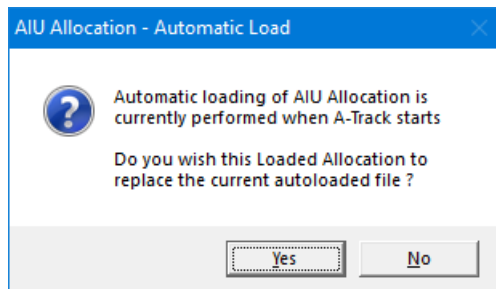 AIU Allocation - Automatic Load
Automatic loading of AIU Allocation is
currently performed when A-Track starts
Do you wish this Loaded Allocation to
replace the current autoloaded file ?
Yes
No